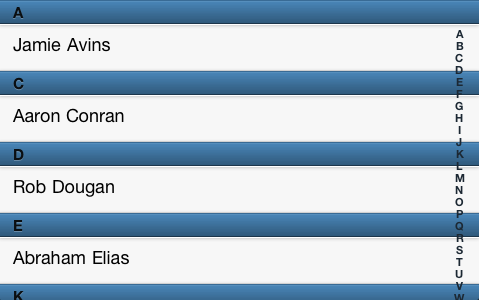 A
Jamie Avins
C
Aaron Conran
D
Rob Dougan
E
Abraham Elias
K
A
B
C
D
E
F
G
H
I
J
K
L
M
N
O
P
Q
R
S
T
U
V
W